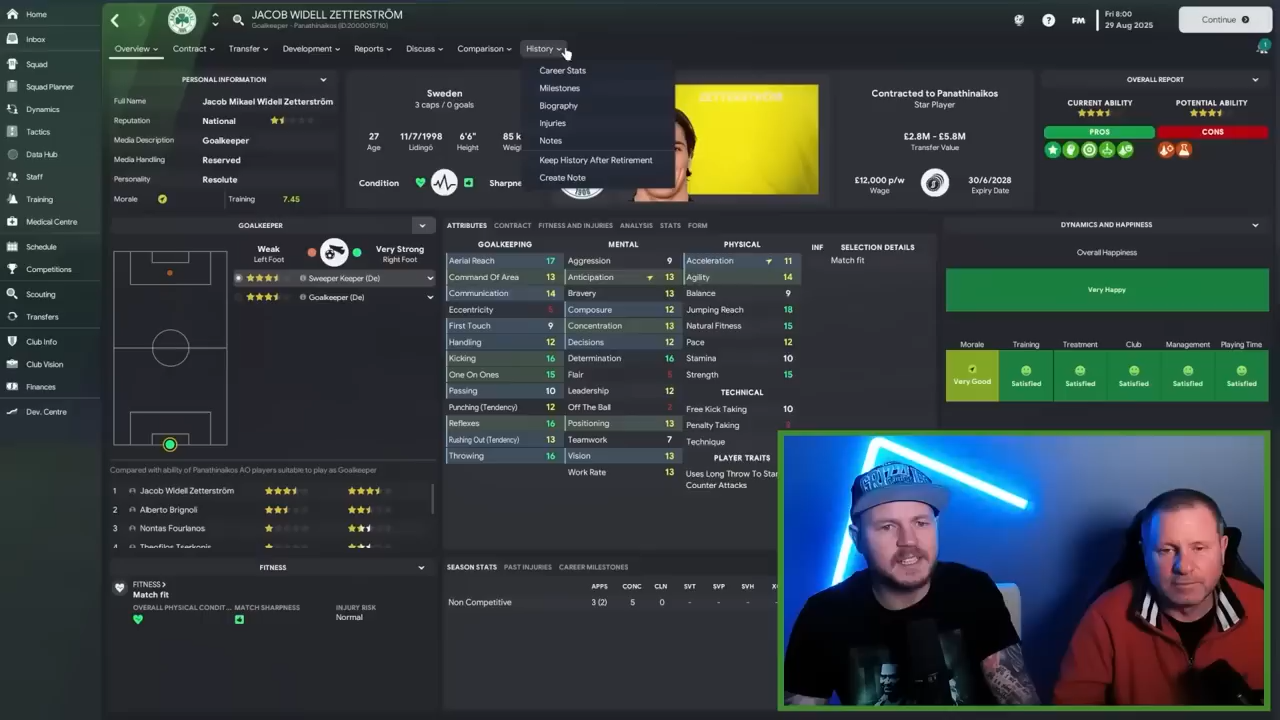 Home
Inbox
Squad
Squad Planner
Dynamics
Tactics
Data Hub
Staff
Training
Medical Centre
Schedule
Competitions
Scouting
Transfers
Club Info
Club Vision
Finances
Dev. Centre
JACOB WIDELL ZETTERSTRÖM
Goalkeeper - Panathinaikos (ID:2000015710)
FM
Fri 8:00
29 Aug 2025
Continue
Overview
Contract
Transfer
Development
Reports
Discuss
Comparison
History
1
Career Stats
Milestones
Biography
Injuries
Notes
Keep History After Retirement
Create Note
PERSONAL INFORMATION
Full Name Jacob Mikael Widell Zetterström
Reputation National
Media Description Goalkeeper
Media Handling Reserved
Personality Resolute
Morale Training 7.45
Sweden
3 caps / 0 goals
27 11/7/1998 6'6" 85 k
Age Lidingö Height Weig
Condition Sharpne
ZETTERSTRÖM
1908
Contracted to Panathinaikos
Star Player
£2.8M - £5.8M
Transfer Value
£12,000 p/w 30/6/2028
Wage Expiry Date
OVERALL REPORT
CURRENT ABILITY POTENTIAL ABILITY
PROS CONS
GOALKEEPER
Weak Very Strong
Left Foot Right Foot
Sweeper Keeper (De)
Goalkeeper (De)
Compared with ability of Panathinaikos AO players suitable to play as Goalkeeper
1 Jacob Widell Zetterström
2 Alberto Brignoli
3 Nontas Fourlanos
4 Theofilos Tserkonis
FITNESS
FITNESS >
Match fit
OVERALL PHYSICAL CONDIT... MATCH SHARPNESS INJURY RISK
Normal
ATTRIBUTES CONTRACT FITNESS AND INJURIES ANALYSIS STATS FORM
GOALKEEPING
Aerial Reach 17
Command Of Area 13
Communication 14
Eccentricity 5
First Touch 9
Handling 12
Kicking 16
One On Ones 15
Passing 10
Punching (Tendency) 12
Reflexes 16
Rushing Out (Tendency) 13
Throwing 16
MENTAL
Aggression 9
Anticipation 13
Bravery 13
Composure 12
Concentration 13
Decisions 12
Determination 16
Flair 5
Leadership 12
Off The Ball 2
Positioning 13
Teamwork 7
Vision 13
Work Rate 13
PHYSICAL
Acceleration 11
Agility 14
Balance 9
Jumping Reach 18
Natural Fitness 15
Pace 12
Stamina 10
Strength 15
TECHNICAL
Free Kick Taking 10
Penalty Taking
Technique
PLAYER TRAITS
Uses Long Throw To Star
Counter Attacks
INF SELECTION DETAILS
Match fit
DYNAMICS AND HAPPINESS
Overall Happiness
Very Happy
Morale Training Treatment Club Management Playing Time
Very Good Satisfied Satisfied Satisfied Satisfied Satisfied
SEASON STATS PAST INJURIES CAREER MILESTONES
APPS CONC CLN SVT SVP SVH
Non Competitive 3 (2) 5 0 - - - -